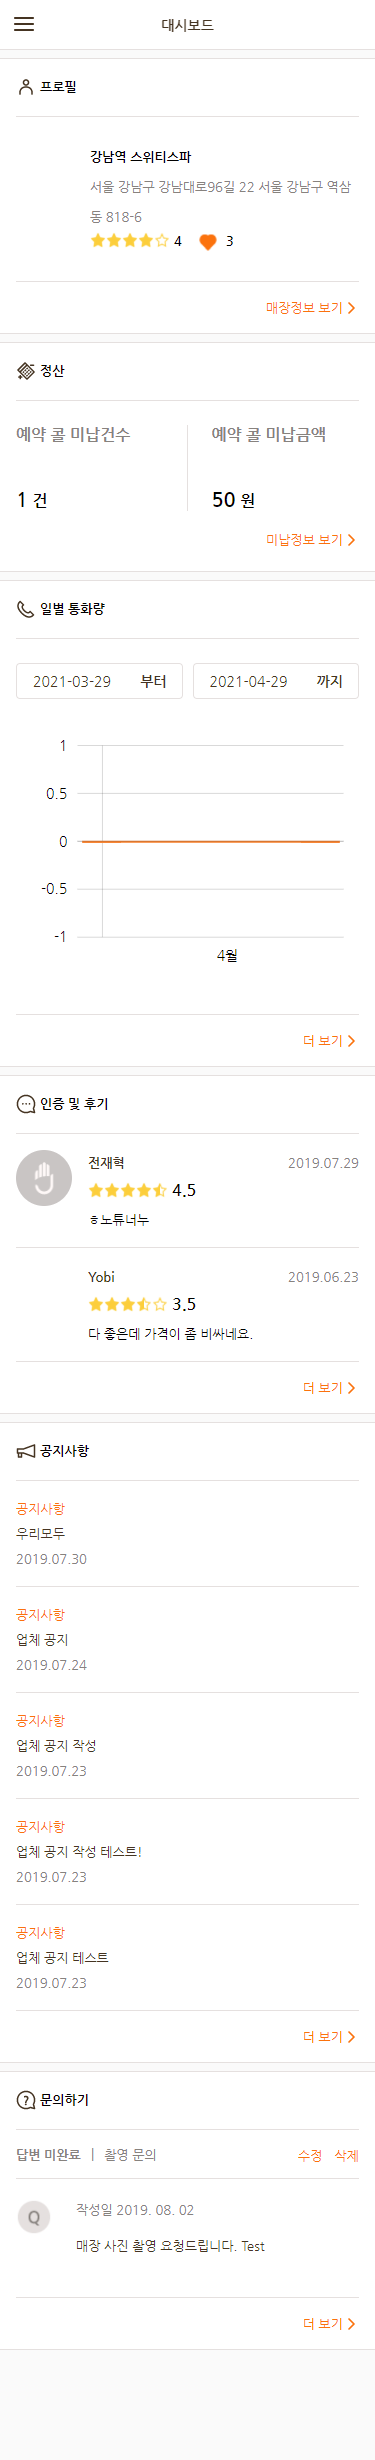 대시보드
프로필
강남역 스위티스파
서울 강남구 강남대로96길 22 서울 강남구 역삼
동 818-6
4 3
매장정보 보기
정산
예약 콜 미납건수 예약 콜 미납금액
1 건 50 원
미납정보 보기
일별 통화량
2021-03-29 부터 2021-04-29 까지
1
0.5
0
-0.5
-1
4월
더 보기
인증 및 후기
전재혁 2019.07.29
4.5
ㅎ노튜너누
Yobi 2019.06.23
3.5
다 좋은데 가격이 좀 비싸네요.
더 보기
공지사항
공지사항
우리모두
2019.07.30
공지사항
업체 공지
2019.07.24
공지사항
업체 공지 작성
2019.07.23
공지사항
업체 공지 작성 테스트!
2019.07.23
공지사항
업체 공지 테스트
2019.07.23
더 보기
문의하기
답변 미완료 | 촬영 문의 수정 삭제
Q 작성일 2019. 08. 02
매장 사진 촬영 요청드립니다. Test
더 보기